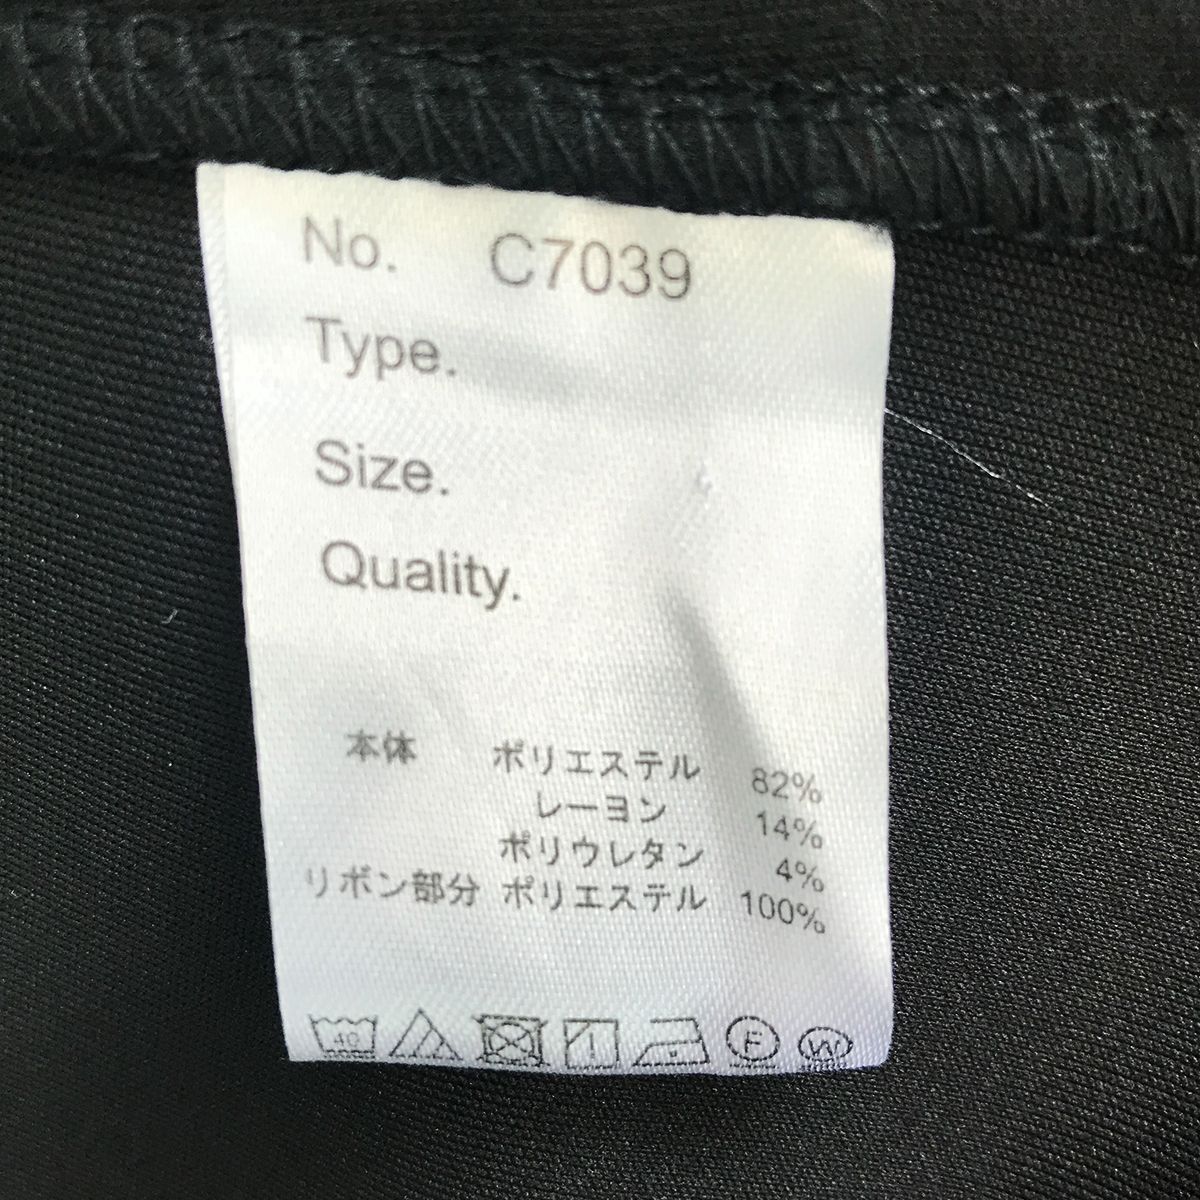 No. C7039
Type.
Size.
Quality.
本体 ポリエステル 82%
レーヨン 14%
ポリウレタン 4%
リボン部分 ポリエステル 100%
40 F W